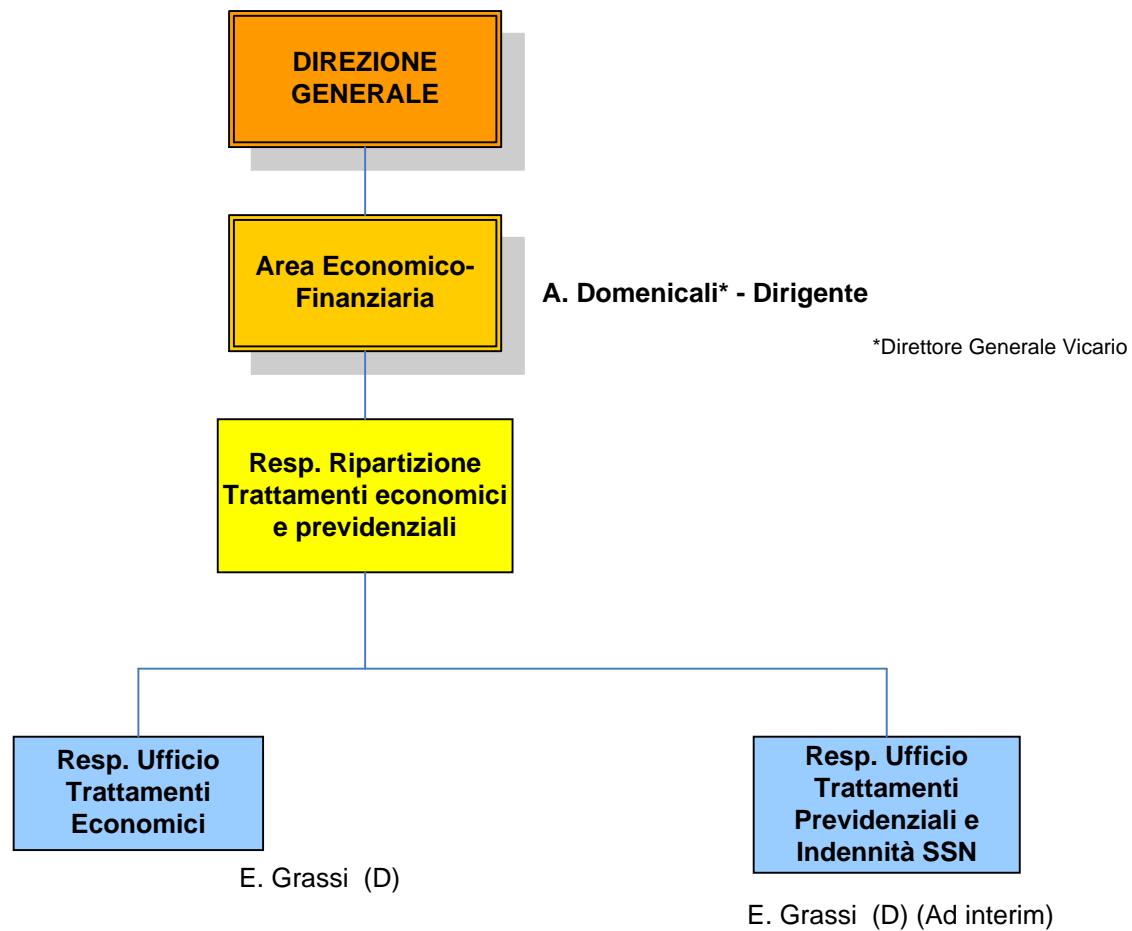 DIREZIONE
GENERALE
Area Economico-
Finanziaria
A. Domenicali* - Dirigente
*Direttore Generale Vicario
Resp. Ripartizione
Trattamenti economici
e previdenziali
Resp. Ufficio
Trattamenti
Economici
E. Grassi (D)
Resp. Ufficio
Trattamenti
Previdenziali e
Indennità SSN
E. Grassi (D) (Ad interim)